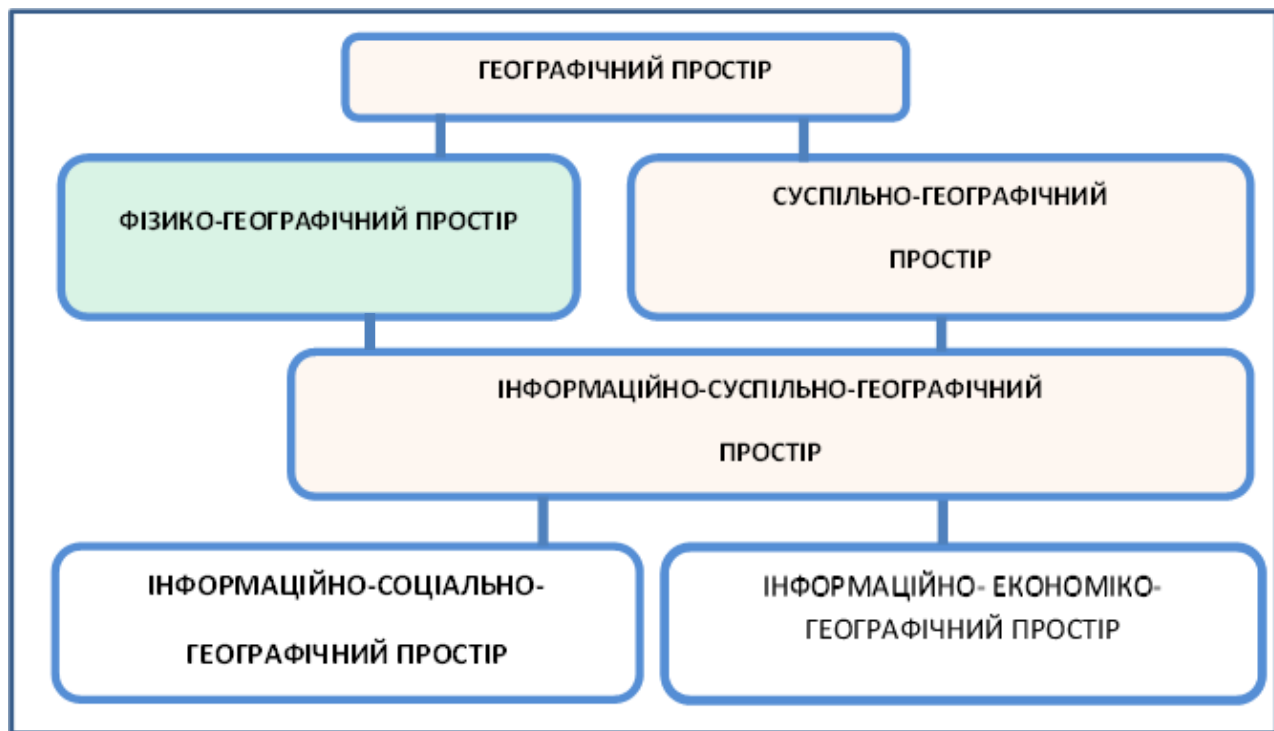 ГЕОГРАФІЧНИЙ ПРОСТІР
ФІЗИКО-ГЕОГРАФІЧНИЙ ПРОСТІР
СУСПІЛЬНО-ГЕОГРАФІЧНИЙ
ПРОСТІР
ІНФОРМАЦІЙНО-СУСПІЛЬНО-ГЕОГРАФІЧНИЙ
ПРОСТІР
ІНФОРМАЦІЙНО-СОЦІАЛЬНО-
ГЕОГРАФІЧНИЙ ПРОСТІР
ІНФОРМАЦІЙНО- ЕКОНОМІКО-
ГЕОГРАФІЧНИЙ ПРОСТІР